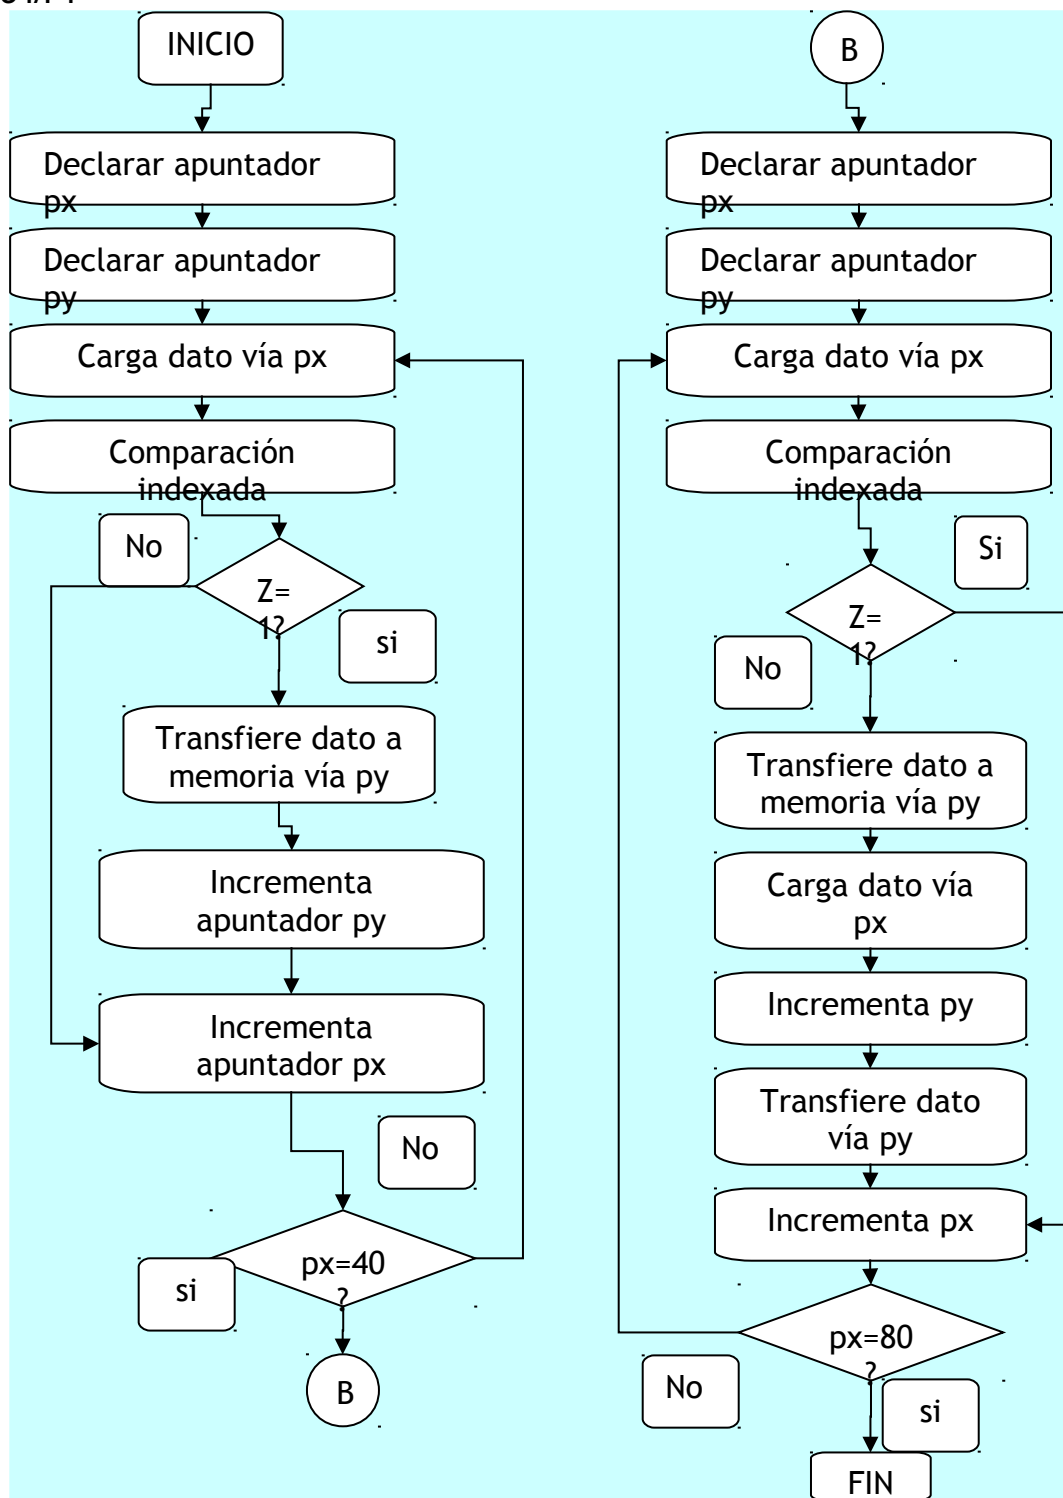 INICIO
Declarar apuntador
px
Declarar apuntador
py
Carga dato vía px
Comparación
indexada
No
Z=
1?
si
Transfiere dato a
memoria vía py
Incrementa
apuntador py
Incrementa
apuntador px
No
px=40
?
si
B
B
Declarar apuntador
px
Declarar apuntador
py
Carga dato vía px
Comparación
indexada
Si
Z=
1?
No
Transfiere dato a
memoria vía py
Carga dato vía
px
Incrementa py
Transfiere dato
vía py
Incrementa px
px=80
?
No
si
FIN